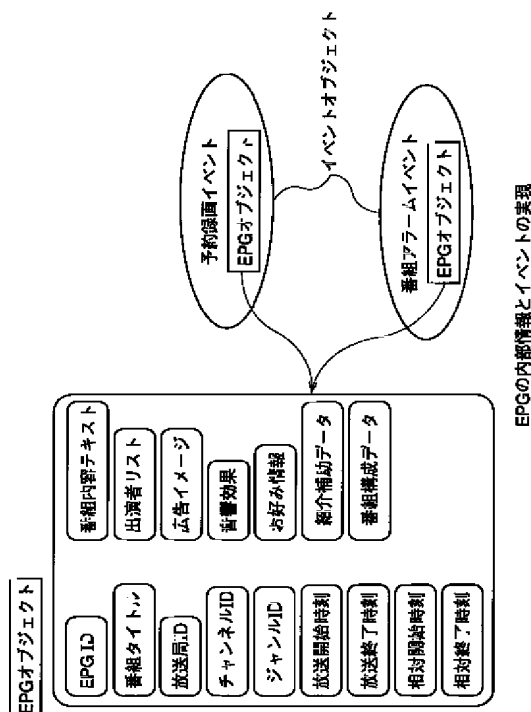 EPGオブジェクト
EPG ID
番組タイトル
放送局ID
チャンネルID
ジャンルID
放送開始時刻
放送終了時刻
相対開始時刻
相対終了時刻
番組内容テキスト
出演者リスト
広告イメージ
音響効果
お好み情報
紹介補助データ
番組構成データ
予約録画イベント
EPGオブジェクト
イベントオブジェクト
番組アラームイベント
EPGオブジェクト
EPGの内部情報とイベントの実現